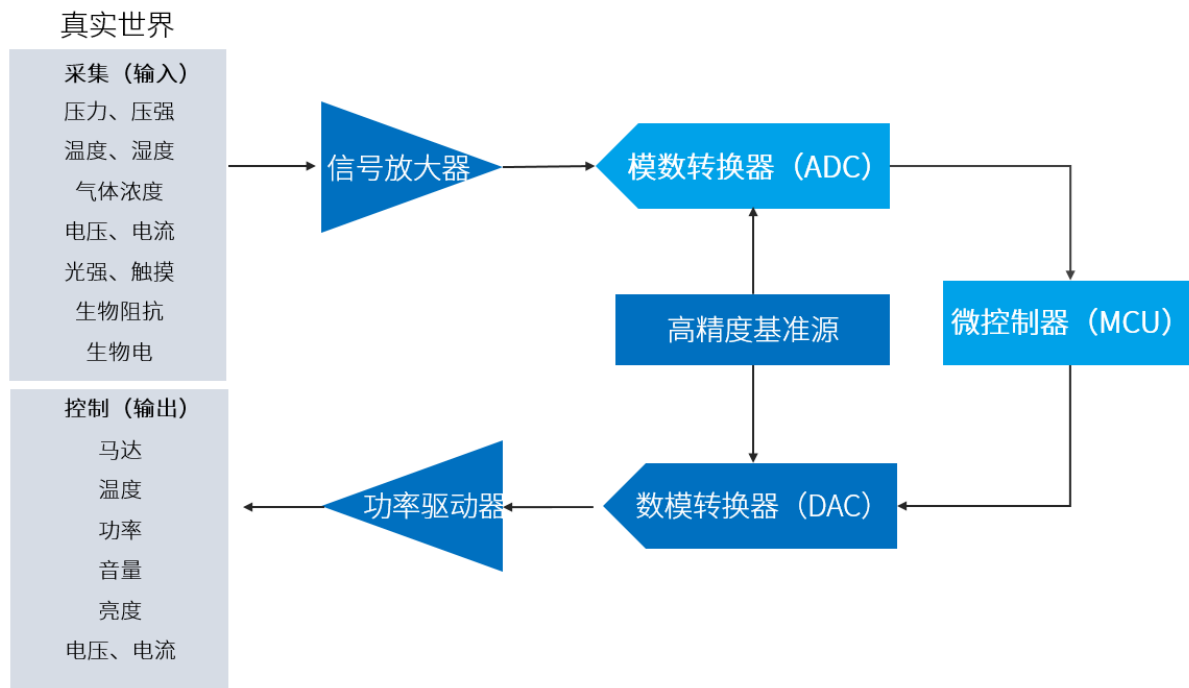 真实世界
采集（输入）
压力、压强
温度、湿度
气体浓度
电压、电流
光强、触摸
生物阻抗
生物电
控制（输出）
马达
温度
功率
音量
亮度
电压、电流
信号放大器
模数转换器（ADC）
高精度基准源
微控制器（MCU）
数模转换器（DAC）
功率驱动器